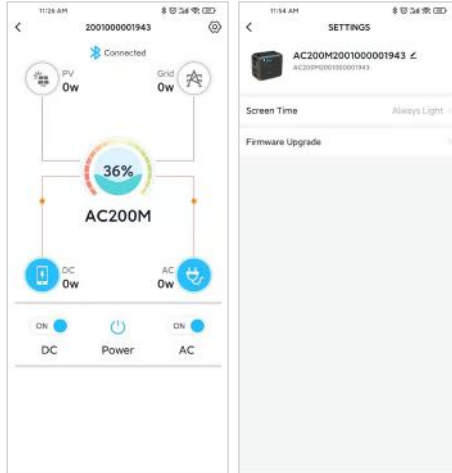 11:26 AM
2001000001943
Connected
PV
0w
Grid
0w
36%
AC200M
DC
0w
AC
0w
ON
ON
DC
Power
AC
11:54 AM
SETTINGS
AC200M2001000001943
AC200M2001000001943
Screen Time
Always Light
Firmware Upgrade